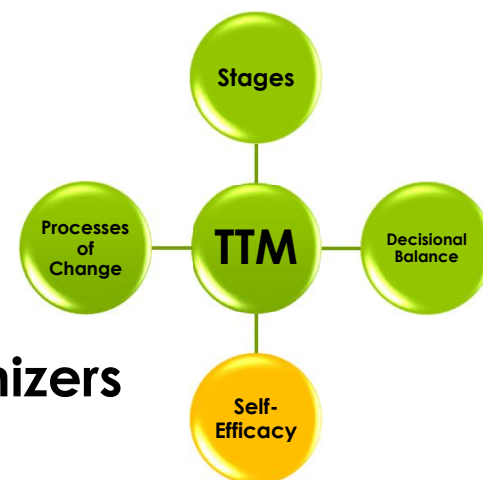 Stages
Processes
of
Change
TTM
Decisional
Balance
nizers
Self-
Efficacy